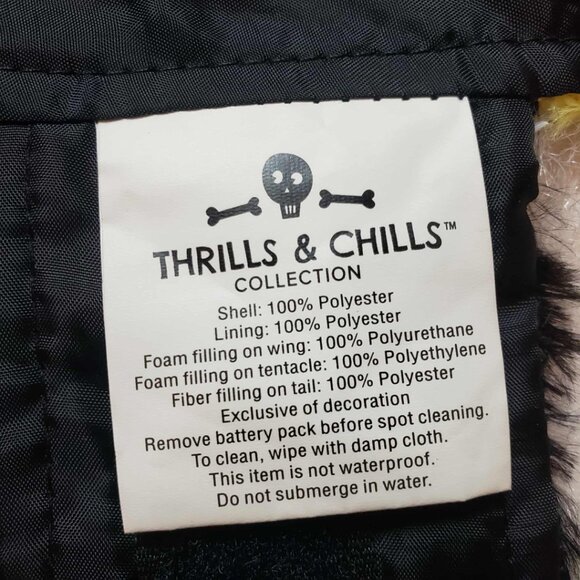 THRILLS & CHILLS™
COLLECTION
Shell: 100% Polyester
Lining: 100% Polyester
Foam filling on wing: 100% Polyurethane
Foam filling on tentacle: 100% Polyethylene
Fiber filling on tail: 100% Polyester
Exclusive of decoration
Remove battery pack before spot cleaning.
To clean, wipe with damp cloth.
This item is not waterproof.
Do not submerge in water.